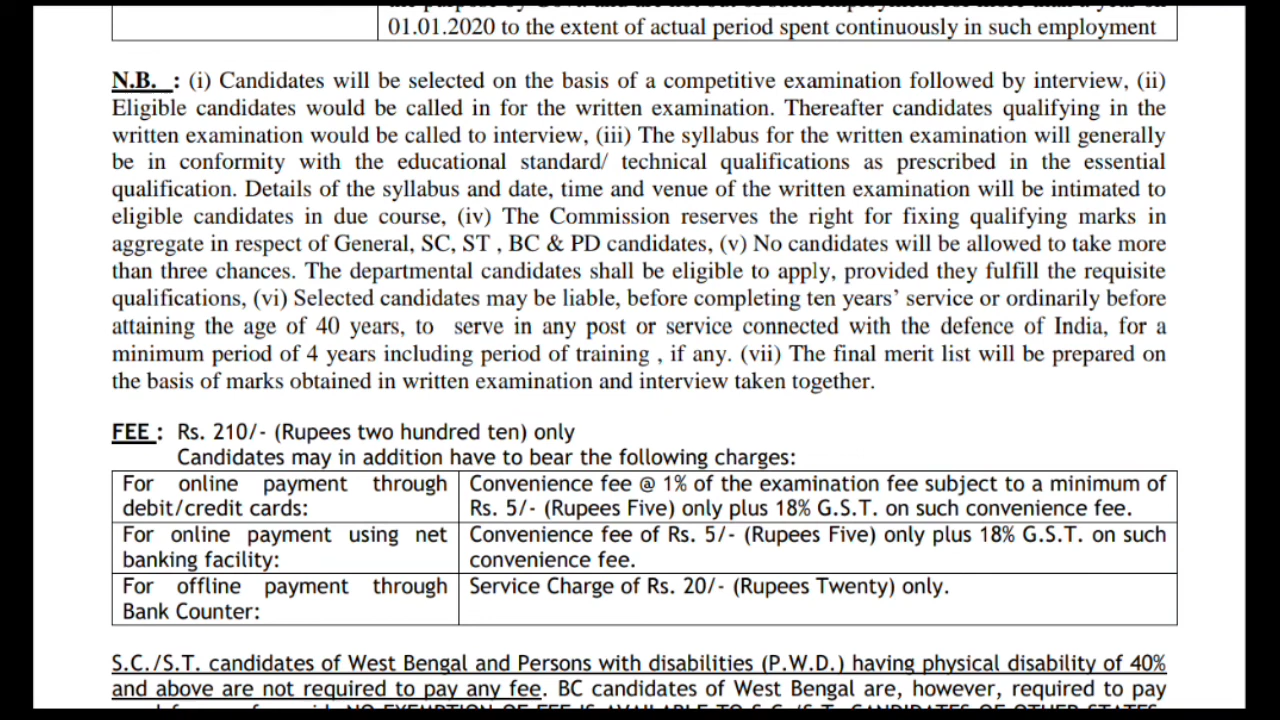 01.01.2020 to the extent of actual period spent continuously in such employment
N.B. : (i) Candidates will be selected on the basis of a competitive examination followed by interview, (ii)
Eligible candidates would be called in for the written examination. Thereafter candidates qualifying in the
written examination would be called to interview, (iii) The syllabus for the written examination will generally
be in conformity with the educational standard/ technical qualifications as prescribed in the essential
qualification. Details of the syllabus and date, time and venue of the written examination will be intimated to
eligible candidates in due course, (iv) The Commission reserves the right for fixing qualifying marks in
aggregate in respect of General, SC, ST , BC & PD candidates, (v) No candidates will be allowed to take more
than three chances. The departmental candidates shall be eligible to apply, provided they fulfill the requisite
qualifications, (vi) Selected candidates may be liable, before completing ten years’ service or ordinarily before
attaining the age of 40 years, to serve in any post or service connected with the defence of India, for a
minimum period of 4 years including period of training , if any. (vii) The final merit list will be prepared on
the basis of marks obtained in written examination and interview taken together.
FEE : Rs. 210/- (Rupees two hundred ten) only
Candidates may in addition have to bear the following charges:
For online payment through debit/credit cards:
Convenience fee @ 1% of the examination fee subject to a minimum of
Rs. 5/- (Rupees Five) only plus 18% G.S.T. on such convenience fee.
For online payment using net banking facility:
Convenience fee of Rs. 5/- (Rupees Five) only plus 18% G.S.T. on such
convenience fee.
For offline payment through Bank Counter:
Service Charge of Rs. 20/- (Rupees Twenty) only.
S.C./S.T. candidates of West Bengal and Persons with disabilities (P.W.D.) having physical disability of 40%
and above are not required to pay any fee. BC candidates of West Bengal are, however, required to pay